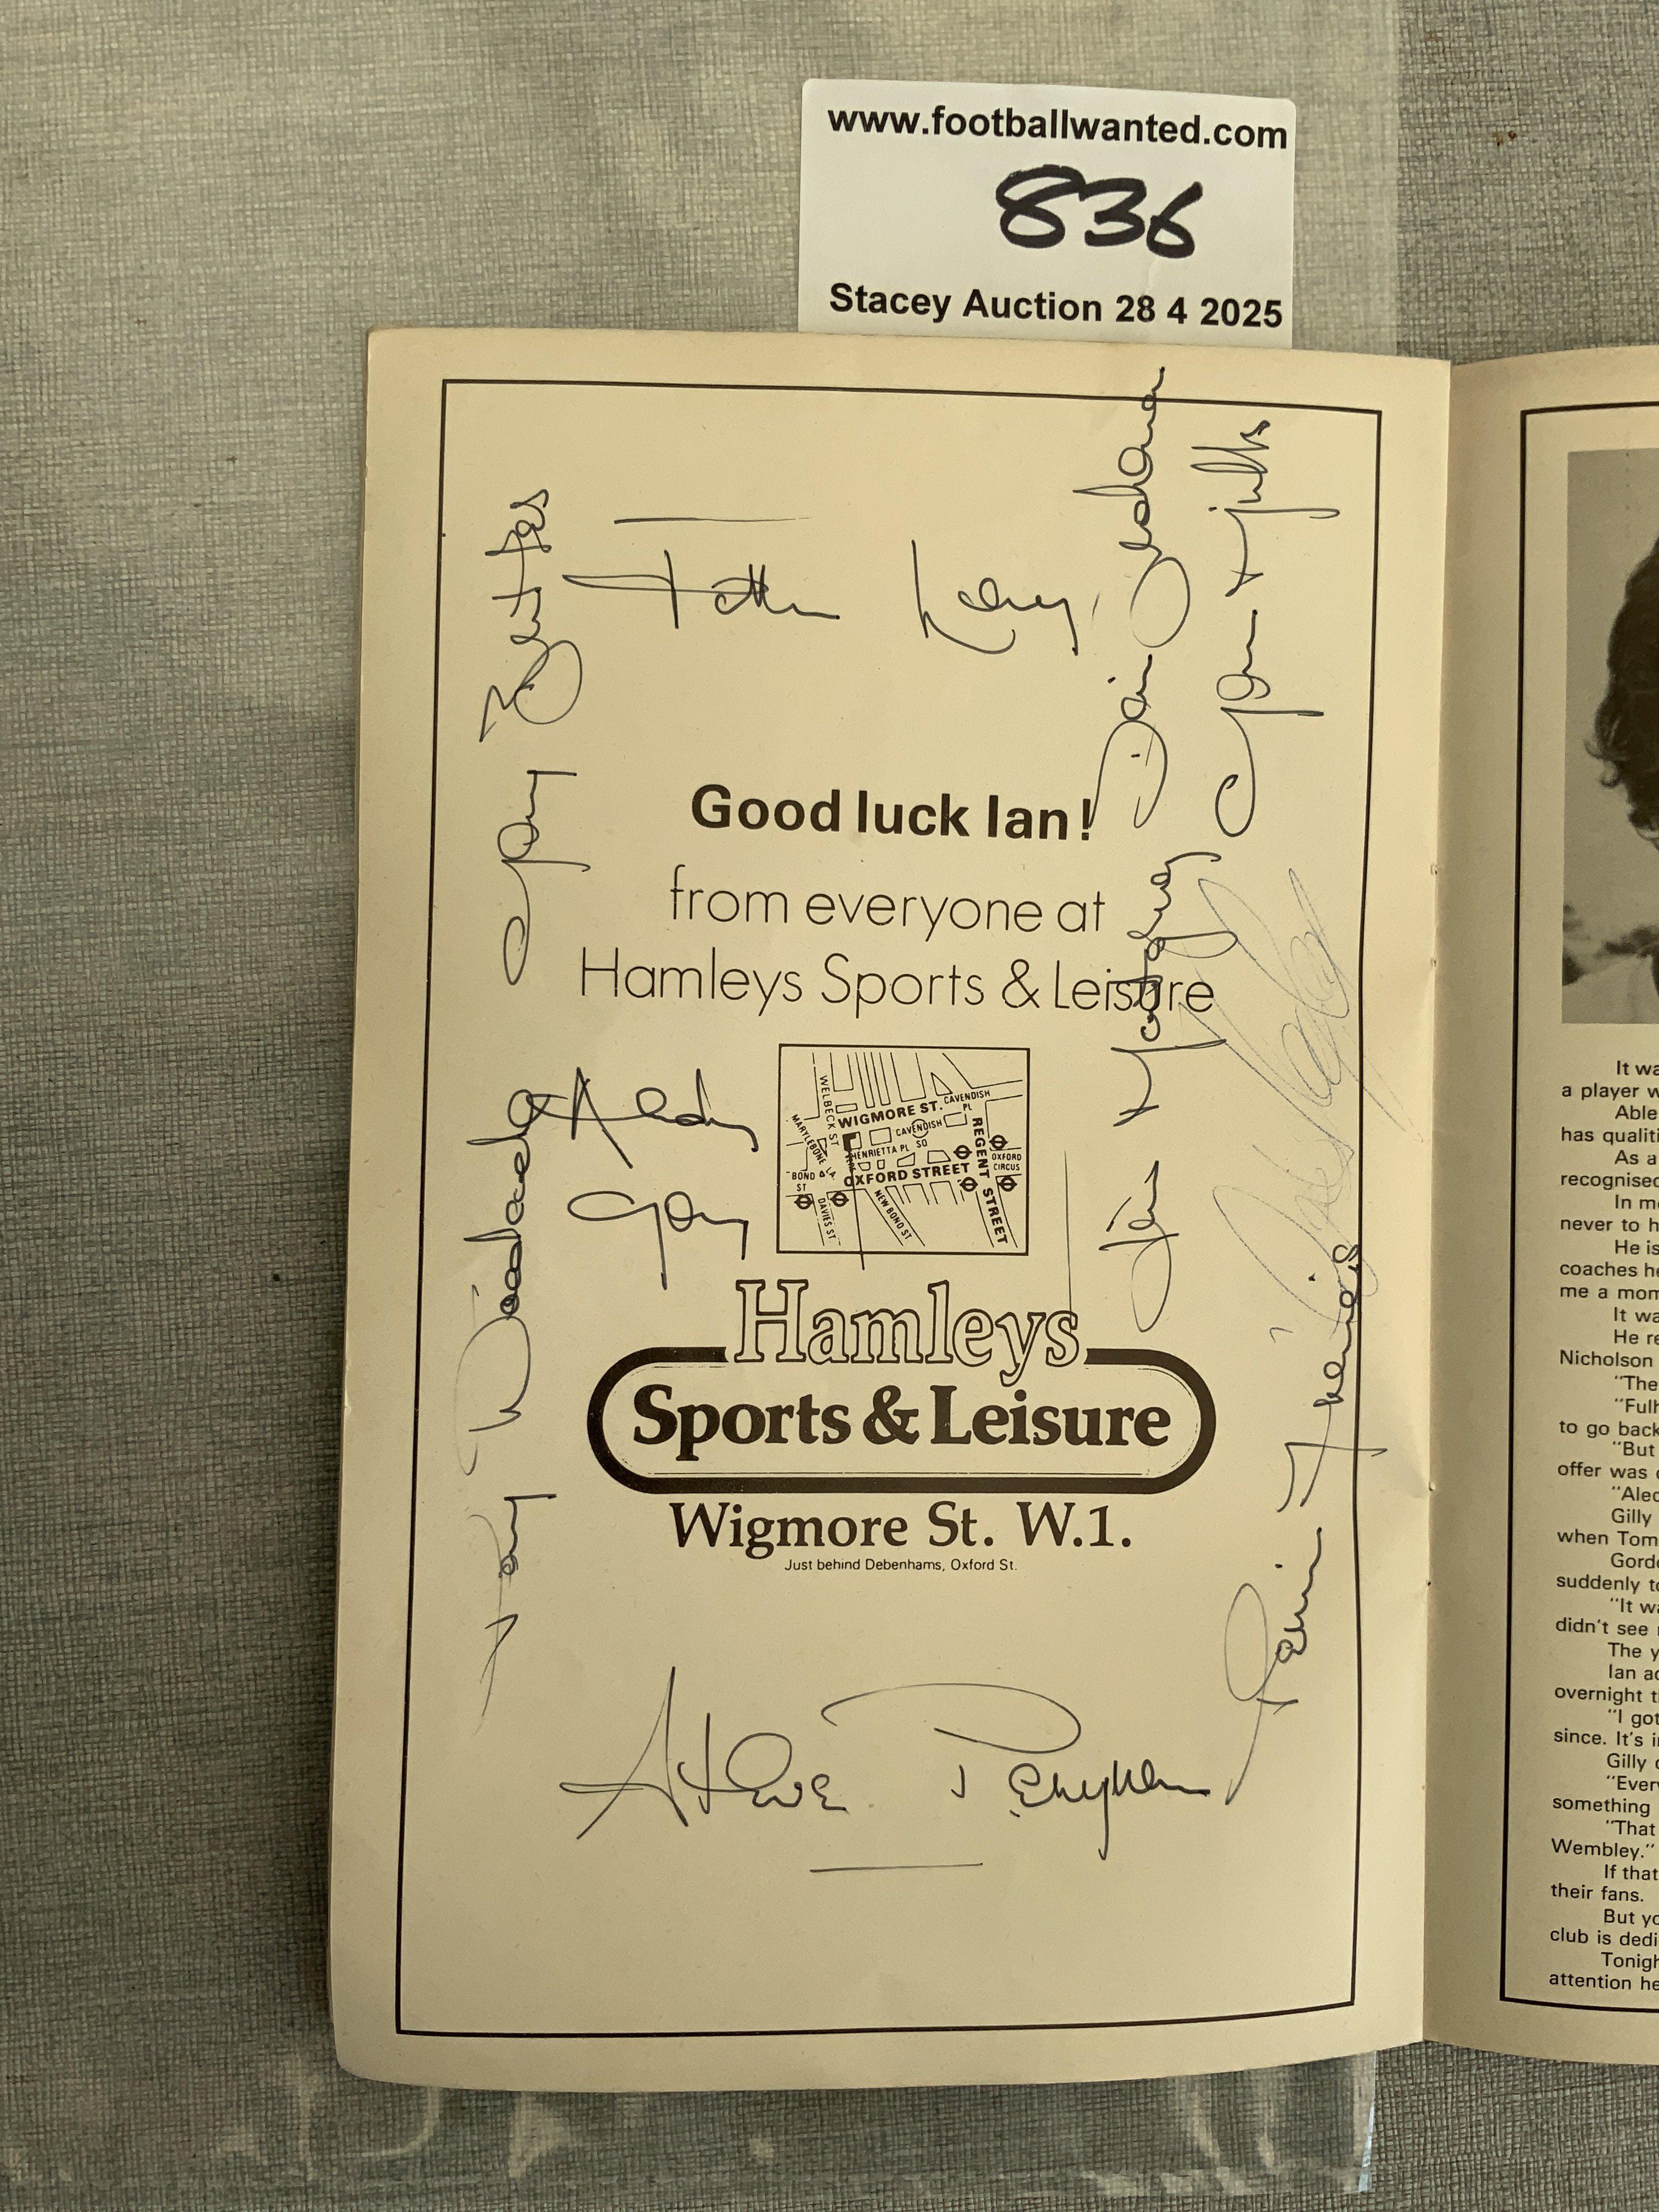 www.footballwanted.com
836
Stacey Auction 28 4 2025
Good luck Ian!
from everyone at
Hamleys Sports & Leisure
WELBECK ST
WIGMORE ST.
CAVENDISH
PL
MARYLEBONE LA
CAVENDISH
SQ
HENRIETTA PL
REGENT STREET
OXFORD
CIRCUS
BOND
ST
OXFORD STREET
DAVIES ST
NEW BOND ST
Hamleys
Sports & Leisure
Wigmore St. W.1.
Just behind Debenhams, Oxford St.
Steve
It wa
a player w
Able
has qualiti
As a
recognised
In mo
never to h
He is
coaches he
me a mom
It wa
He re
Nicholson
"The
"Fulh
to go back
"But
offer was
"Alec
Gilly
when Tom
Gordo
suddenly to
"It wa
didn't see
The y
Ian ac
overnight t
"I got
since. It's i
Gilly
"Ever
something
"That
Wembley."
If that
their fans.
But yo
club is dedi
Tonigh
attention he